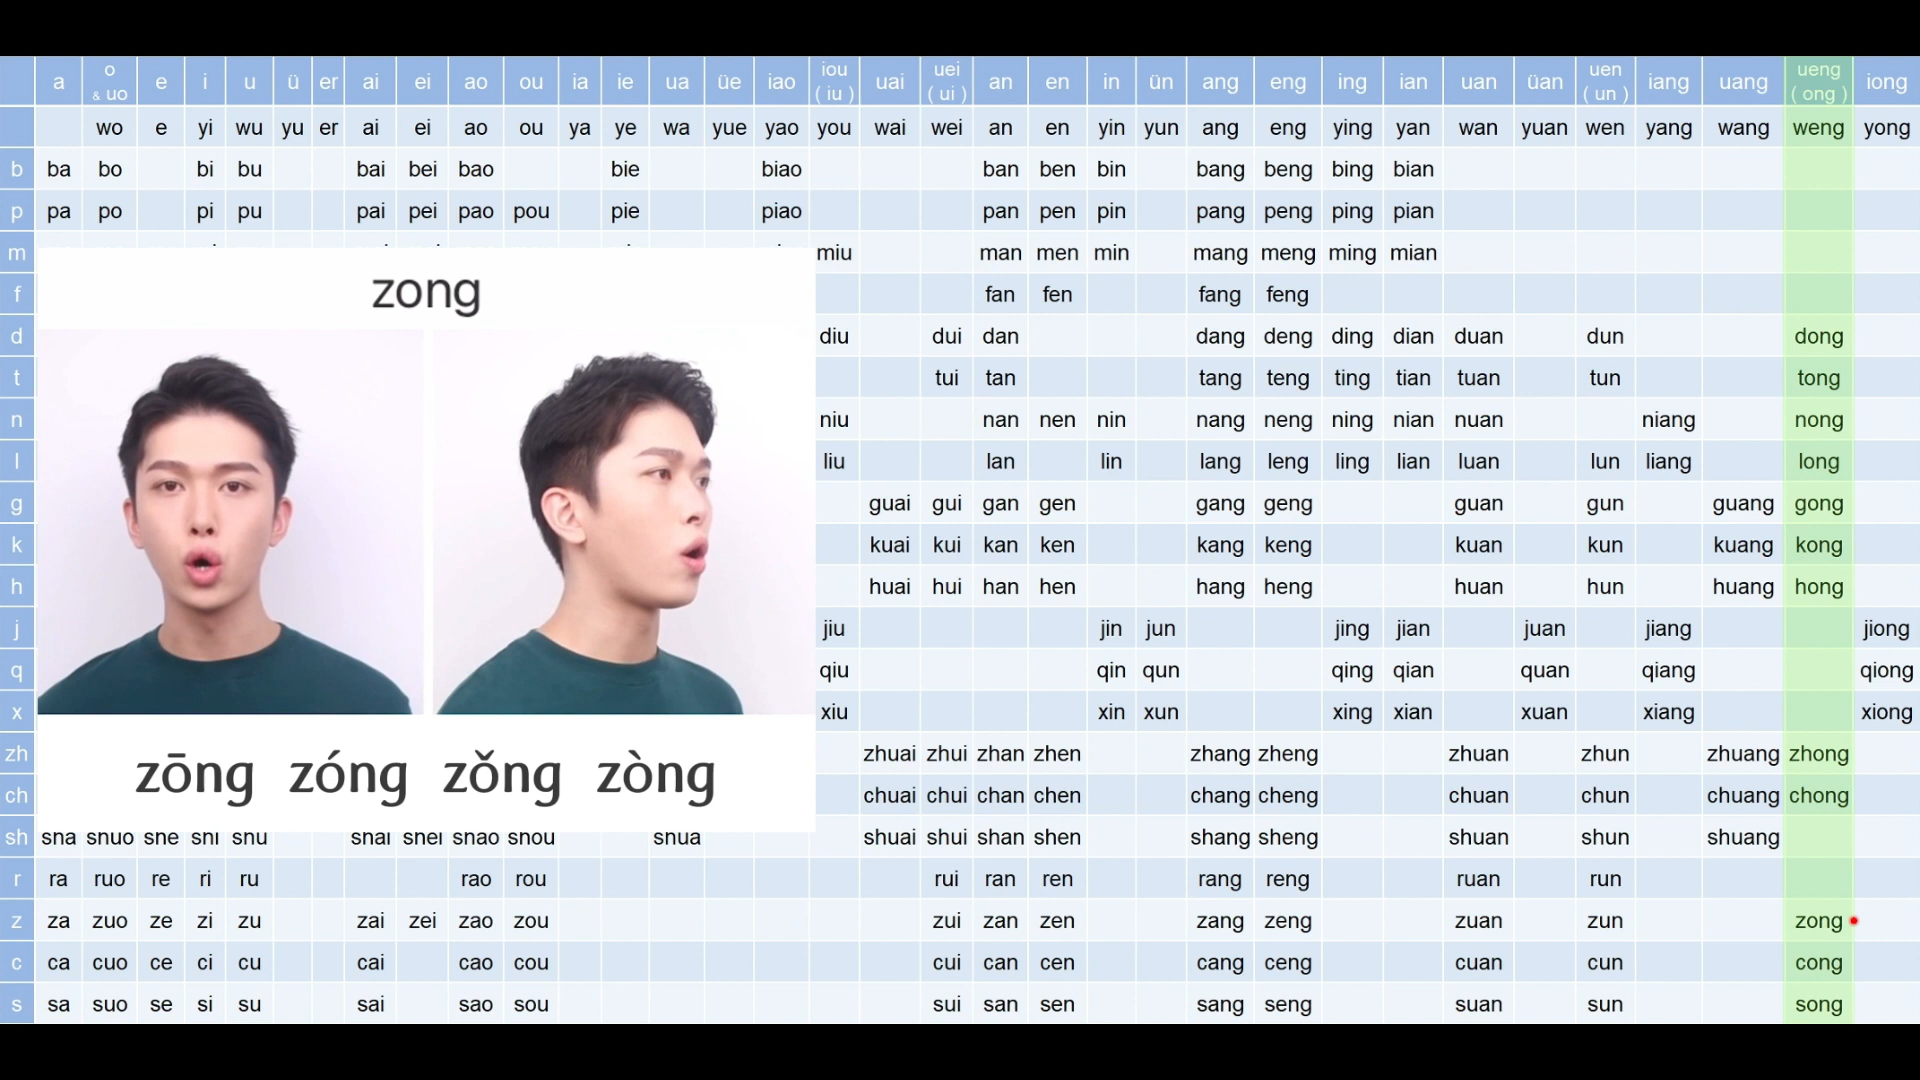 a o & uo e i u ü er ai ei ao ou ia ie ua üe iao iou ( iu ) uai uei ( ui ) an en in ün ang eng ing ian uan üan uen ( un ) iang uang ueng ( ong ) iong
wo e yi wu yu er ai ei ao ou ya ye wa yue yao you wai wei an en yin yun ang eng ying yan wan yuan wen yang wang weng yong
b ba bo bi bu bai bei bao bie biao ban ben bin bang beng bing bian
p pa po pi pu pai pei pao pou pie piao pan pen pin pang peng ping pian
m miu man men min mang meng ming mian
zong
f fan fen fang feng
d diu dui dan dang deng ding dian duan dun dong
t tui tan tang teng ting tian tuan tun tong
n niu nan nen nin nang neng ning nian nuan niang nong
l liu lan lin lang leng ling lian luan lun liang long
g guai gui gan gen gang geng guan gun guang gong
k kuai kui kan ken kang keng kuan kun kuang kong
h huai hui han hen hang heng huan hun huang hong
j jiu jin jun jing jian juan jiang jiong
q qiu qin qun qing qian quan qiang qiong
x xiu xin xun xing xian xuan xiang xiong
zh zhuai zhui zhan zhen zhang zheng zhuan zhun zhuang zhong
zōng zóng zǒng zòng
ch chuai chui chan chen chang cheng chuan chun chuang chong
sh sha shuo she shi shu shai shei shao shou shua shuai shui shan shen shang sheng shuan shun shuang
r ra ruo re ri ru rao rou rui ran ren rang reng ruan run
z za zuo ze zi zu zai zei zao zou zui zan zen zang zeng zuan zun zong
c ca cuo ce ci cu cai cao cou cui can cen cang ceng cuan cun cong
s sa suo se si su sai sao sou sui san sen sang seng suan sun song